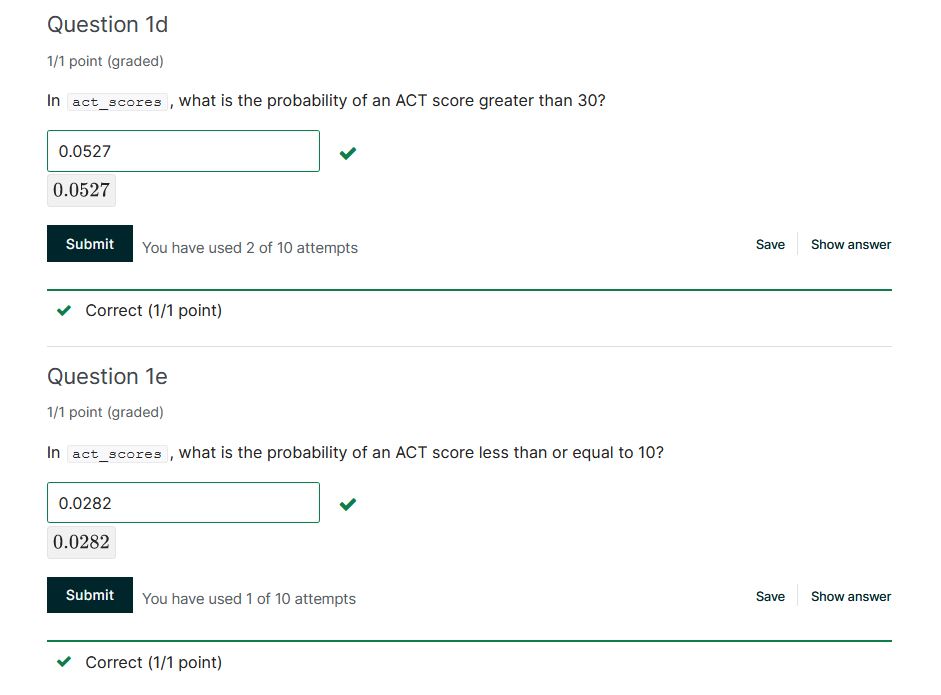 Question 1d
1/1 point (graded)
In act_scores, what is the probability of an ACT score greater than 30?
0.0527
0.0527
Submit You have used 2 of 10 attempts Save Show answer
Correct (1/1 point)
Question 1e
1/1 point (graded)
In act_scores, what is the probability of an ACT score less than or equal to 10?
0.0282
0.0282
Submit You have used 1 of 10 attempts Save Show answer
Correct (1/1 point)